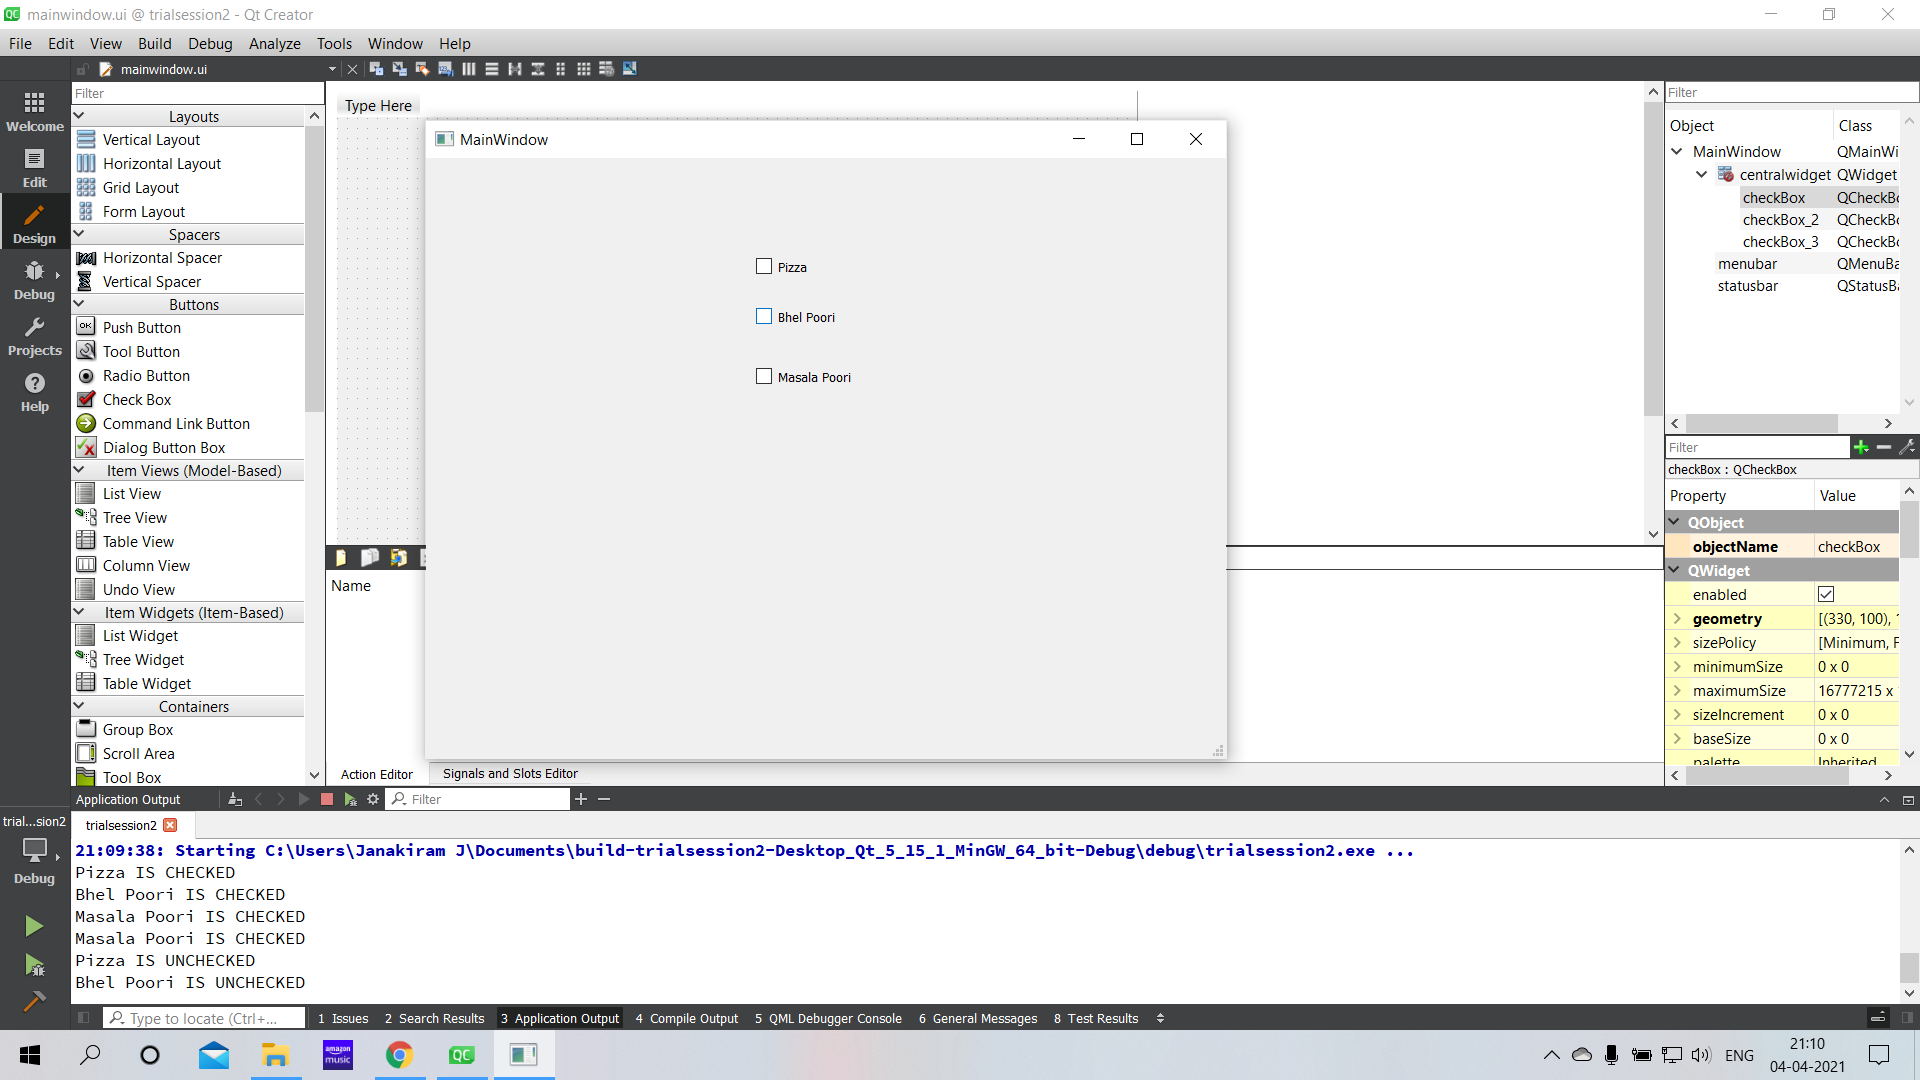 mainwindow.ui @ trialsession2 - Qt Creator
File Edit View Build Debug Analyze Tools Window Help
mainwindow.ui
Welcome
Edit
Design
Debug
Projects
Help
trial...sion2
Debug
Filter
Layouts
Vertical Layout
Horizontal Layout
Grid Layout
Form Layout
Spacers
Horizontal Spacer
Vertical Spacer
Buttons
Push Button
Tool Button
Radio Button
Check Box
Command Link Button
Dialog Button Box
Item Views (Model-Based)
List View
Tree View
Table View
Column View
Undo View
Item Widgets (Item-Based)
List Widget
Tree Widget
Table Widget
Containers
Group Box
Scroll Area
Tool Box
Type Here
MainWindow
Pizza
Bhel Poori
Masala Poori
Name
Action Editor Signals and Slots Editor
Filter
Object Class
MainWindow QMainWi
centralwidget QWidget
checkBox QCheckBo
checkBox_2 QCheckBo
checkBox_3 QCheckBo
menubar QMenuBa
statusbar QStatusBa
Filter
checkBox : QCheckBox
Property Value
QObject
objectName checkBox
QWidget
enabled
geometry [(330, 100), 1
sizePolicy [Minimum, F
minimumSize 0 x 0
maximumSize 16777215 x
sizeIncrement 0 x 0
baseSize 0 x 0
palette Inherited
Application Output Filter
trialsession2
21:09:38: Starting C:\Users\Janakiram J\Documents\build-trialsession2-Desktop_Qt_5_15_1_MinGW_64_bit-Debug\debug\trialsession2.exe ...
Pizza IS CHECKED
Bhel Poori IS CHECKED
Masala Poori IS CHECKED
Masala Poori IS CHECKED
Pizza IS UNCHECKED
Bhel Poori IS UNCHECKED
Type to locate (Ctrl+... 1 Issues 2 Search Results 3 Application Output 4 Compile Output 5 QML Debugger Console 6 General Messages 8 Test Results
amazon music
QC
ENG
21:10
04-04-2021